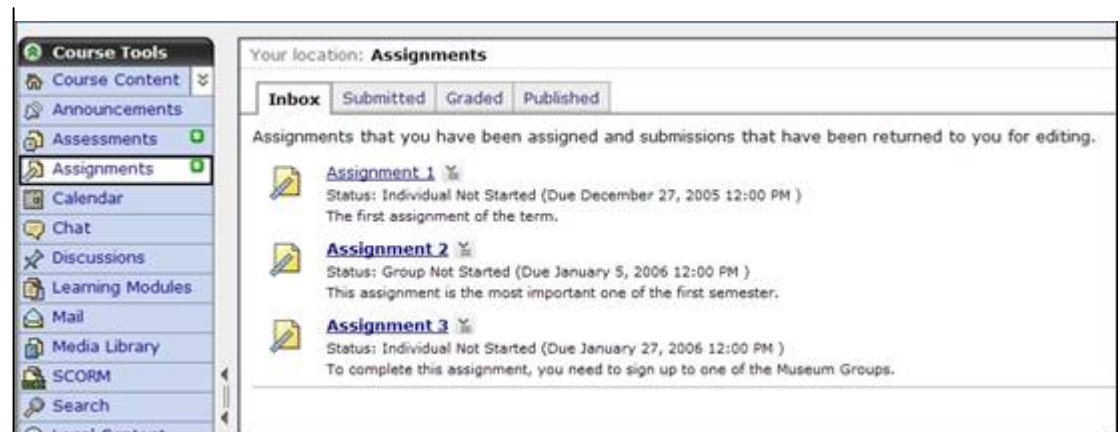 Course Tools
Course Content
Announcements
Assessments
Assignments
Calendar
Chat
Discussions
Learning Modules
Mail
Media Library
SCORM
Search
Local Content
Your location: Assignments
Inbox Submitted Graded Published
Assignments that you have been assigned and submissions that have been returned to you for editing.
Assignment 1
Status: Individual Not Started (Due December 27, 2005 12:00 PM )
The first assignment of the term.
Assignment 2
Status: Group Not Started (Due January 5, 2006 12:00 PM )
This assignment is the most important one of the first semester.
Assignment 3
Status: Individual Not Started (Due January 27, 2006 12:00 PM )
To complete this assignment, you need to sign up to one of the Museum Groups.